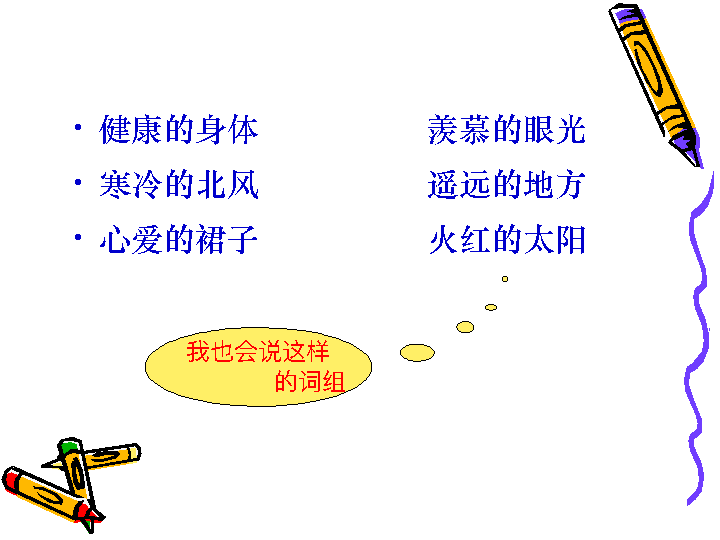 • 健康的身体 羡慕的眼光
• 寒冷的北风 遥远的地方
• 心爱的裙子 火红的太阳
我也会说这样
的词组